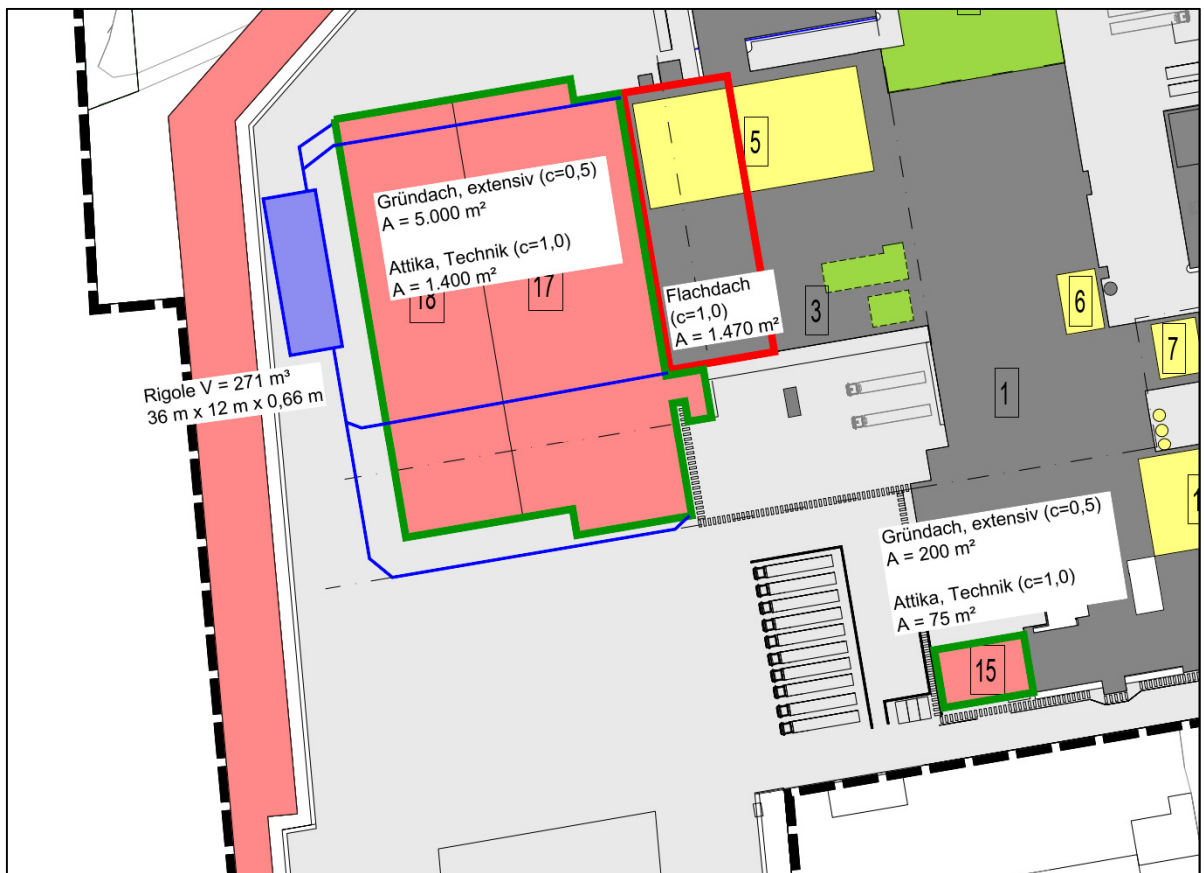 5
Gründach, extensiv (c=0,5)
A = 5.000 m²
Attika, Technik (c=1,0)
A = 1.400 m²
18
17
Flachdach
(c=1,0)
A = 1.470 m²
3
6
7
1
Rigole V = 271 m³
36 m x 12 m x 0,66 m
Gründach, extensiv (c=0,5)
A = 200 m²
Attika, Technik (c=1,0)
A = 75 m²
15